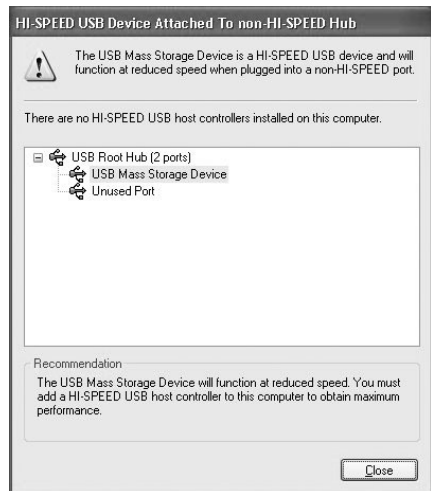 HI-SPEED USB Device Attached To non-HI-SPEED Hub
The USB Mass Storage Device is a HI-SPEED USB device and will
function at reduced speed when plugged into a non-HI-SPEED port.
There are no HI-SPEED USB host controllers installed on this computer.
USB Root Hub (2 ports)
USB Mass Storage Device
Unused Port
Recommendation
The USB Mass Storage Device will function at reduced speed. You must
add a HI-SPEED USB host controller to this computer to obtain maximum
performance.
Close